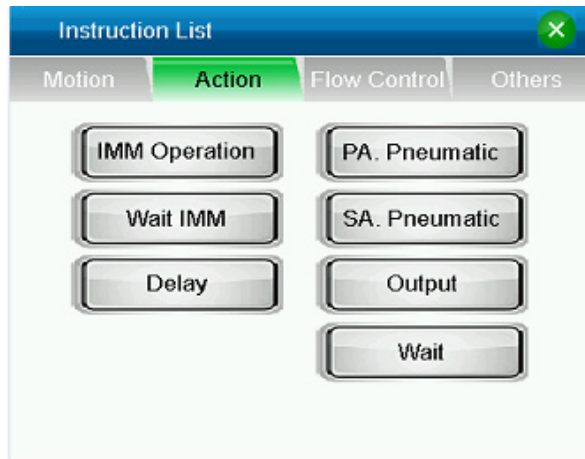 Instruction List
Motion Action Flow Control Others
IMM Operation PA. Pneumatic
Wait IMM SA. Pneumatic
Delay Output
Wait